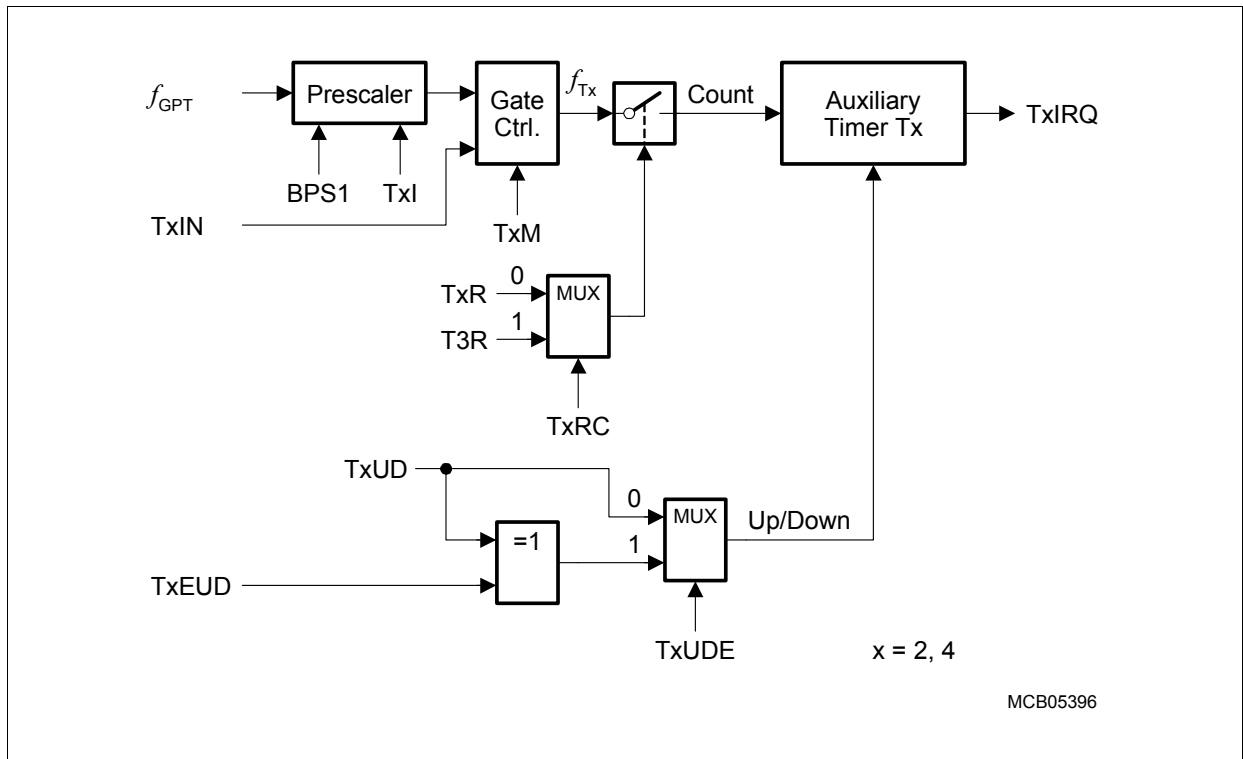 fGPT
Prescaler
Gate
Ctrl.
fTx
Count
Auxiliary
Timer Tx
TxIRQ
BPS1
TxI
TxIN
TxM
TxR
0
MUX
T3R
1
TxRC
TxUD
0
MUX
Up/Down
=1
1
TxEUD
TxUDE
x = 2, 4
MCB05396